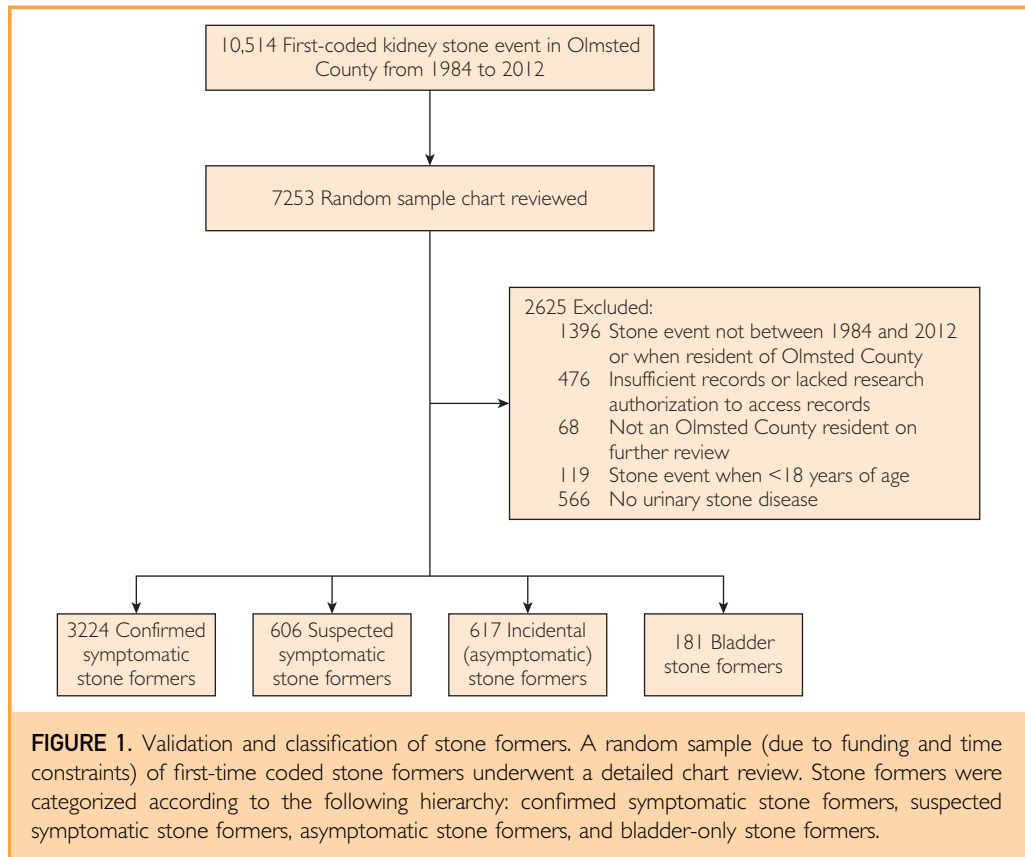 10,514 First-coded kidney stone event in Olmsted
County from 1984 to 2012
7253 Random sample chart reviewed
2625 Excluded:
1396 Stone event not between 1984 and 2012
or when resident of Olmsted County
476 Insufficient records or lacked research
authorization to access records
68 Not an Olmsted County resident on
further review
119 Stone event when <18 years of age
566 No urinary stone disease
3224 Confirmed
symptomatic
stone formers
606 Suspected
symptomatic
stone formers
617 Incidental
(asymptomatic)
stone formers
181 Bladder
stone formers
FIGURE 1. Validation and classification of stone formers. A random sample (due to funding and time
constraints) of first-time coded stone formers underwent a detailed chart review. Stone formers were
categorized according to the following hierarchy: confirmed symptomatic stone formers, suspected
symptomatic stone formers, asymptomatic stone formers, and bladder-only stone formers.